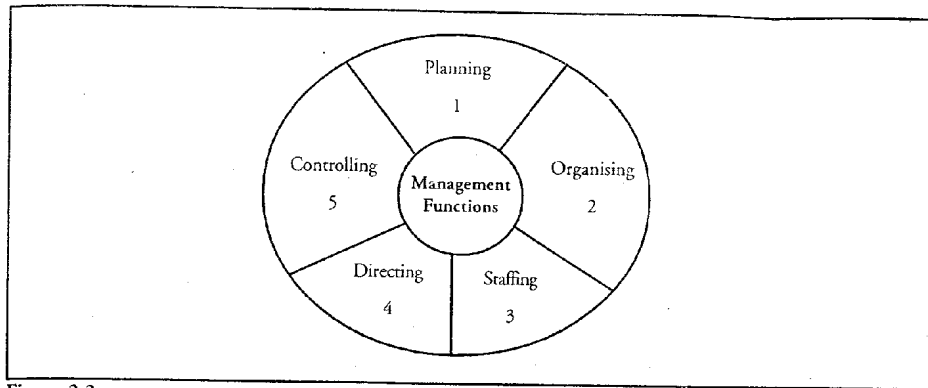 Planning
1
Organising
2
Staffing
3
Directing
4
Controlling
5
Management
Functions